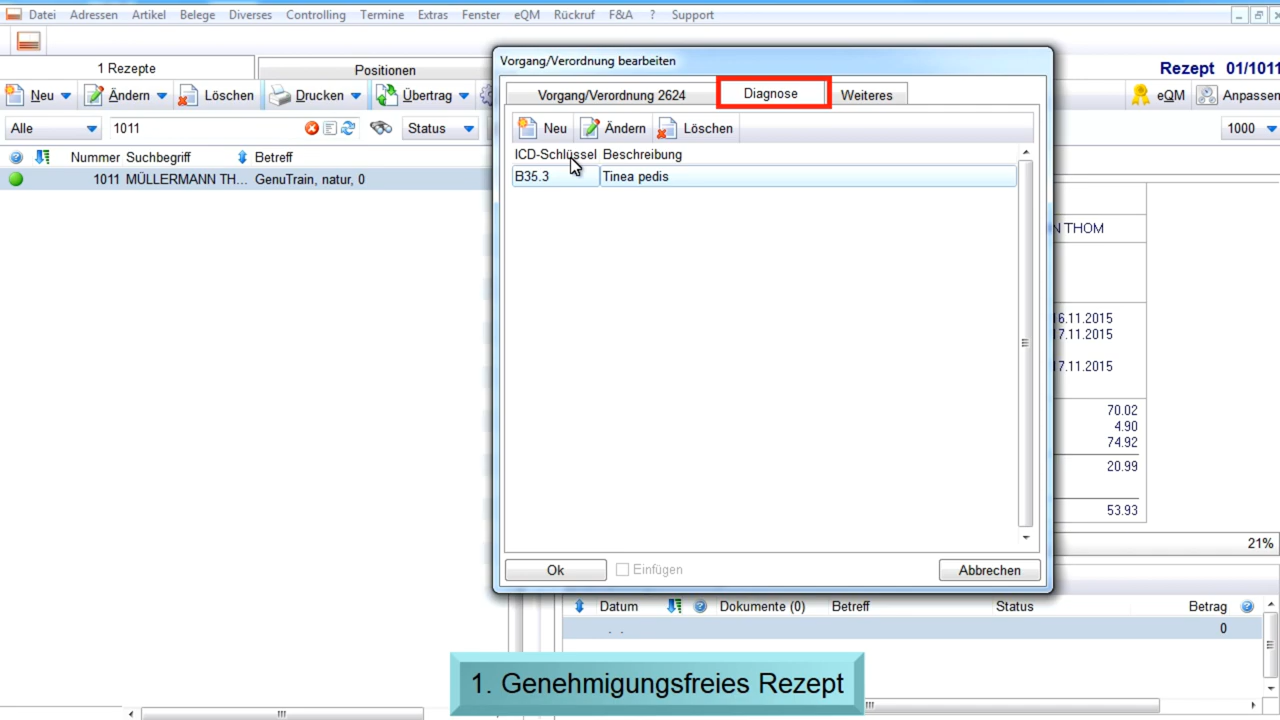 Datei Adressen Artikel Belege Diverses Controlling Termine Extras Fenster eQM Rückruf F&A ? Support
1 Rezepte Positionen
Rezept 01/1011
Neu Ändern Löschen Drucken Übertrag
eQM Anpassen
Alle 1011 Status
1000
Nummer Suchbegriff Betreff
1011 MÜLLERMANN TH... GenuTrain, natur, 0
Vorgang/Verordnung bearbeiten
Vorgang/Verordnung 2624 Diagnose Weiteres
Neu Ändern Löschen
ICD-Schlüssel Beschreibung
B35.3 Tinea pedis
Ok Einfügen Abbrechen
N THOM
6.11.2015
7.11.2015
7.11.2015
70.02
4.90
74.92
20.99
53.93
21%
Datum Dokumente (0) Betreff Status Betrag
. . 0
1. Genehmigungsfreies Rezept